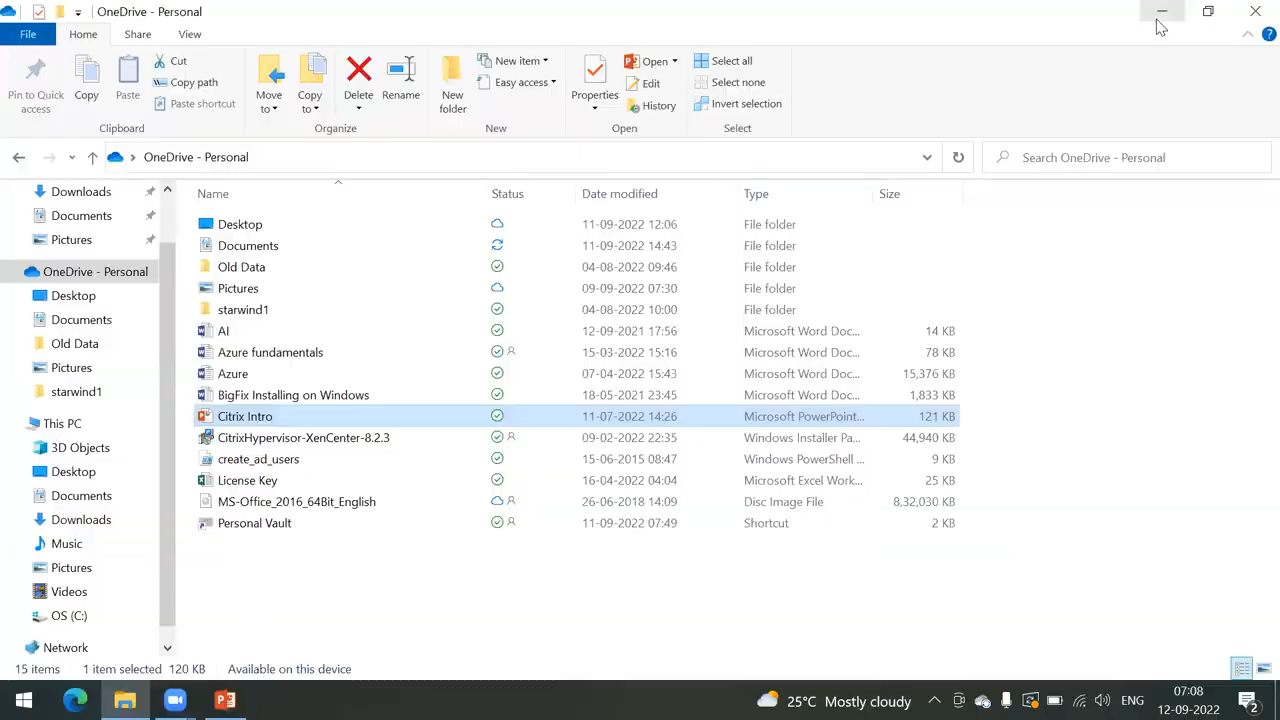 OneDrive - Personal
File Home Share View
Pin to Quick access
Copy
Paste
Cut
Copy path
Paste shortcut
Clipboard
Move to
Copy to
Delete
Rename
Organize
New folder
New item
Easy access
New
Properties
Open
Edit
History
Open
Select all
Select none
Invert selection
Select
OneDrive - Personal
Search OneDrive - Personal
Downloads
Documents
Pictures
OneDrive - Personal
Desktop
Documents
Old Data
Pictures
starwind1
This PC
3D Objects
Desktop
Documents
Downloads
Music
Pictures
Videos
OS (C:)
Network
Name Status Date modified Type Size
Desktop 11-09-2022 12:06 File folder
Documents 11-09-2022 14:43 File folder
Old Data 04-08-2022 09:46 File folder
Pictures 09-09-2022 07:30 File folder
starwind1 04-08-2022 10:00 File folder
AI 12-09-2021 17:56 Microsoft Word Doc... 14 KB
Azure fundamentals 15-03-2022 15:16 Microsoft Word Doc... 78 KB
Azure 07-04-2022 15:43 Microsoft Word Doc... 15,376 KB
BigFix Installing on Windows 18-05-2021 23:45 Microsoft Word Doc... 1,833 KB
Citrix Intro 11-07-2022 14:26 Microsoft PowerPoint... 121 KB
CitrixHypervisor-XenCenter-8.2.3 09-02-2022 22:35 Windows Installer Pa... 44,940 KB
create_ad_users 15-06-2015 08:47 Windows PowerShell ... 9 KB
License Key 16-04-2022 04:04 Microsoft Excel Work... 25 KB
MS-Office_2016_64Bit_English 26-06-2018 14:09 Disc Image File 8,32,030 KB
Personal Vault 11-09-2022 07:49 Shortcut 2 KB
15 items 1 item selected 120 KB Available on this device
25°C Mostly cloudy
ENG
07:08
12-09-2022
2